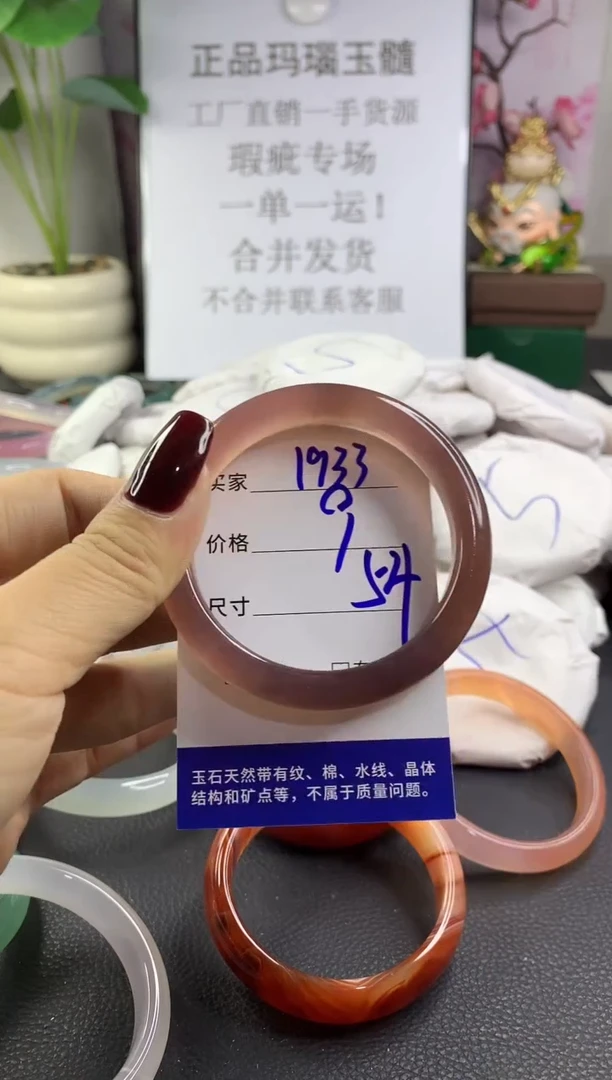 正品玛瑙玉髓
工厂直销一手货源
瑕疵专场
一单一运！
合并发货
不合并联系客服
买家 1933
价格
尺寸 54
玉石天然带有纹、棉、水线、晶体
结构和矿点等，不属于质量问题。